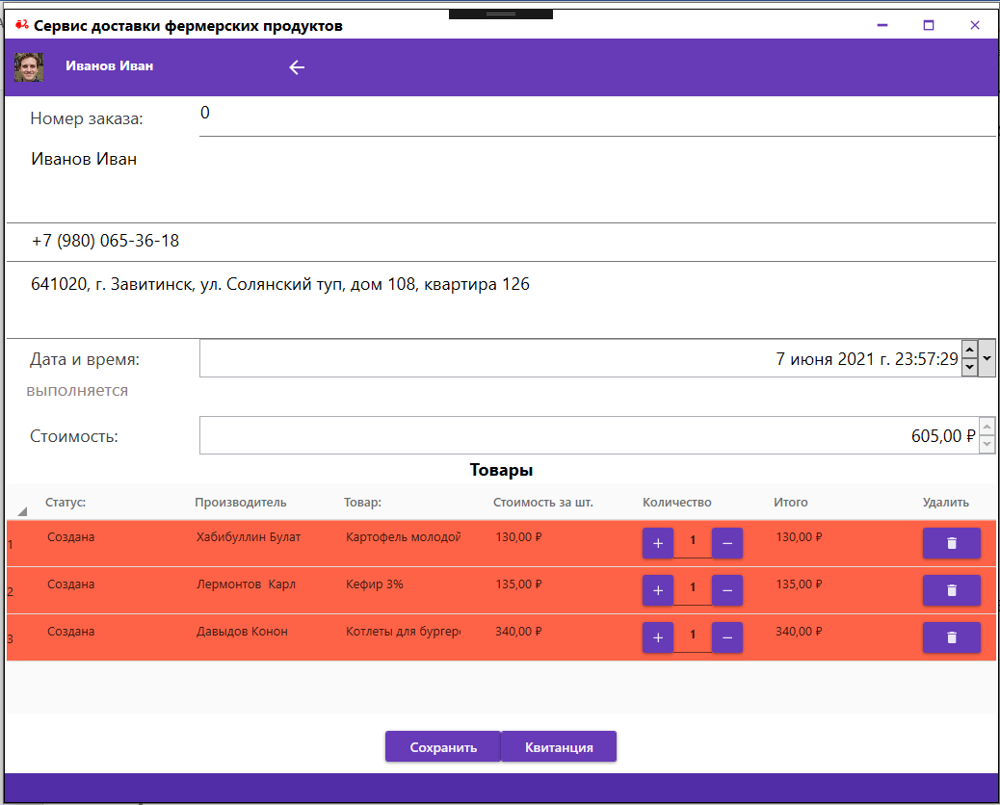 Сервис доставки фермерских продуктов
Иванов Иван
Номер заказа: 0
Иванов Иван
+7 (980) 065-36-18
641020, г. Завитинск, ул. Солянский туп, дом 108, квартира 126
Дата и время: 7 июня 2021 г. 23:57:29
выполняется
Стоимость: 605,00 ₽
Товары
Статус: Производитель Товар: Стоимость за шт. Количество Итого Удалить
1 Создана Хабибуллин Булат Картофель молодой 130,00 ₽ + 1 − 130,00 ₽
2 Создана Лермонтов Карл Кефир 3% 135,00 ₽ + 1 − 135,00 ₽
3 Создана Давыдов Конон Котлеты для бургер 340,00 ₽ + 1 − 340,00 ₽
Сохранить Квитанция